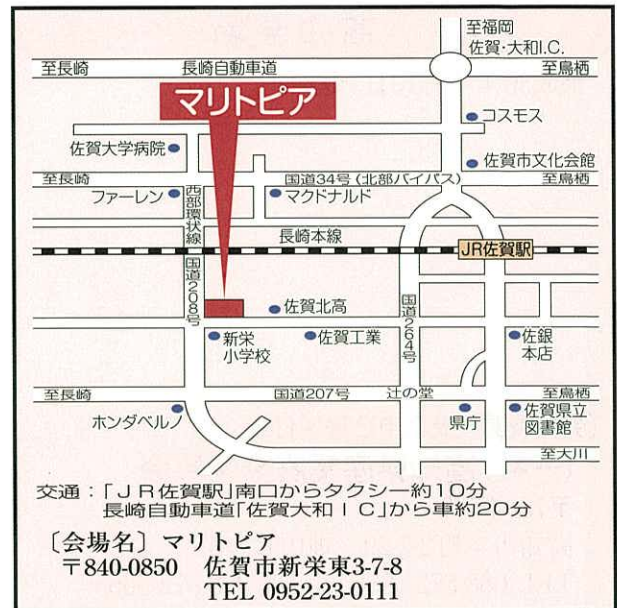 至福岡
佐賀・大和I.C.
至長崎
長崎自動車道
至鳥栖
マリトピア
コスモス
佐賀大学病院
佐賀市文化会館
至長崎
国道34号(北部バイパス)
至鳥栖
ファーレン
西部環状線
マクドナルド
長崎本線
JR佐賀駅
国道208号
佐賀北高
国道264号
新栄
小学校
佐賀工業
佐銀
本店
至長崎
国道207号
辻の堂
至鳥栖
ホンダベルノ
県庁
佐賀県立
図書館
至大川
交通:「JR佐賀駅」南口からタクシー約10分
長崎自動車道「佐賀大和IC」から車約20分
〔会場名〕マリトピア
〒840-0850 佐賀市新栄東3-7-8
TEL 0952-23-0111